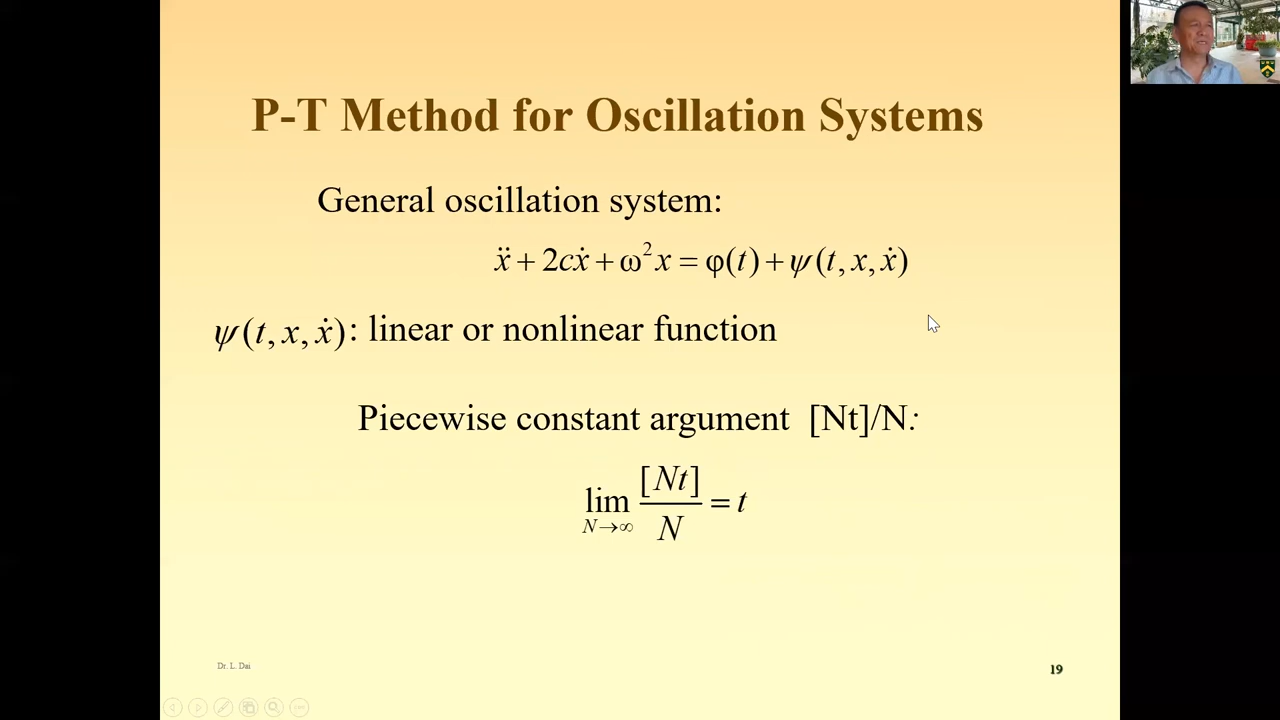 P-T Method for Oscillation Systems
General oscillation system:
ẍ + 2cẋ + ω²x = φ(t) + ψ(t, x, ẋ)
ψ(t, x, ẋ): linear or nonlinear function
Piecewise constant argument [Nt]/N:
lim N→∞ [Nt]/N = t
Dr. L. Dai
19